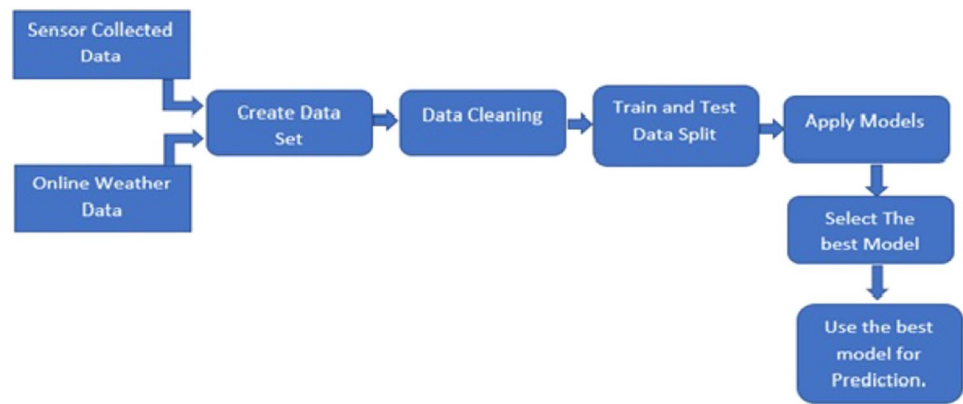 Sensor Collected
Data
Online Weather
Data
Create Data
Set
Data Cleaning
Train and Test
Data Split
Apply Models
Select The
best Model
Use the best
model for
Prediction.